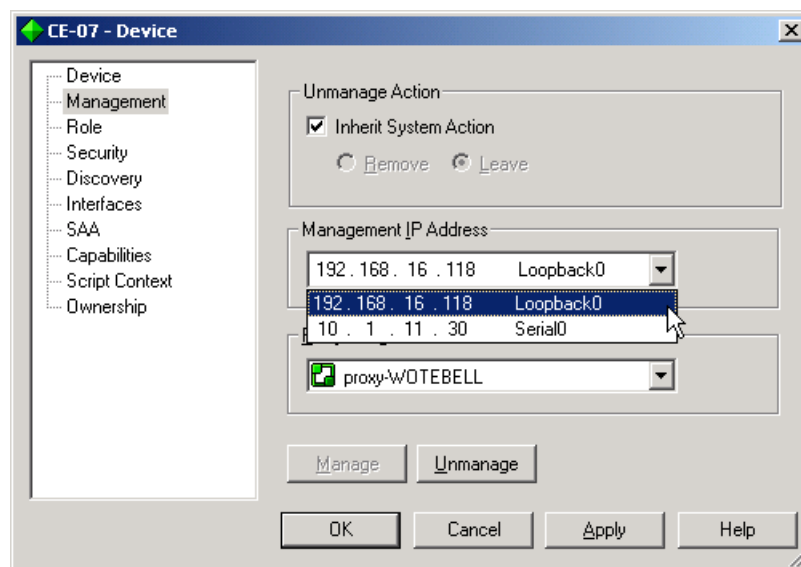 CE-07 - Device
Device
Management
Role
Security
Discovery
Interfaces
SAA
Capabilities
Script Context
Ownership
Unmanage Action
Inherit System Action
Remove Leave
Management IP Address
192 . 168 . 16 . 118 Loopback0
192 . 168 . 16 . 118 Loopback0
10 . 1 . 11 . 30 Serial0
proxy-WOTEBELL
Manage Unmanage
OK Cancel Apply Help